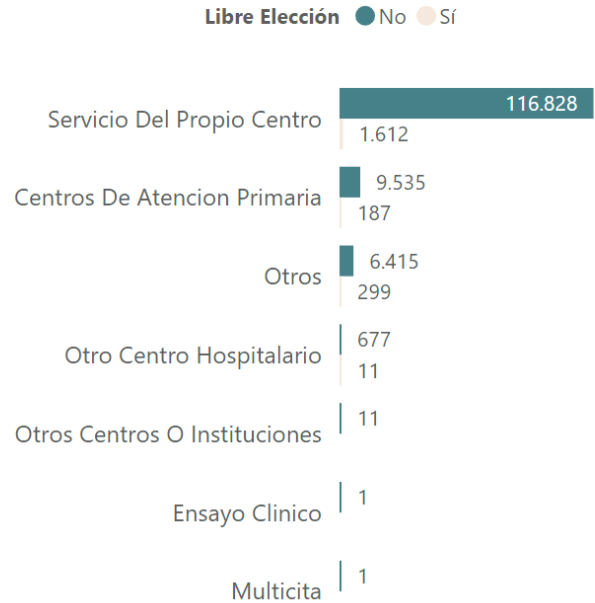 Libre Elección No Sí
Servicio Del Propio Centro 116.828
1.612
Centros De Atencion Primaria 9.535
187
Otros 6.415
299
Otro Centro Hospitalario 677
11
Otros Centros O Instituciones 11
Ensayo Clinico 1
Multicita 1